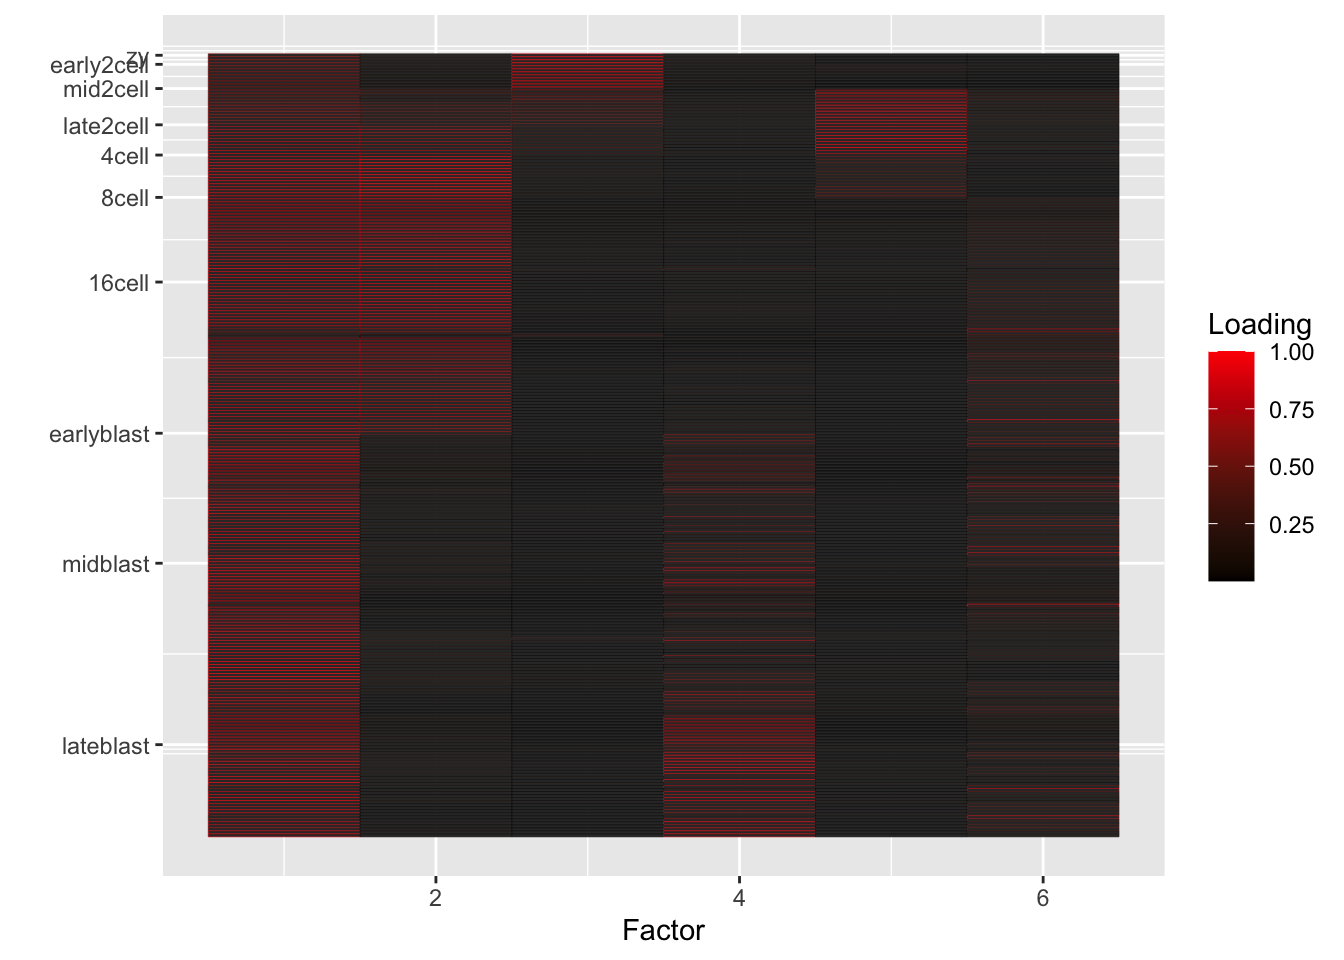 zy
early2cell
mid2cell
late2cell
4cell
8cell
16cell
earlyblast
midblast
lateblast
2
4
6
Factor
Loading
1.00
0.75
0.50
0.25